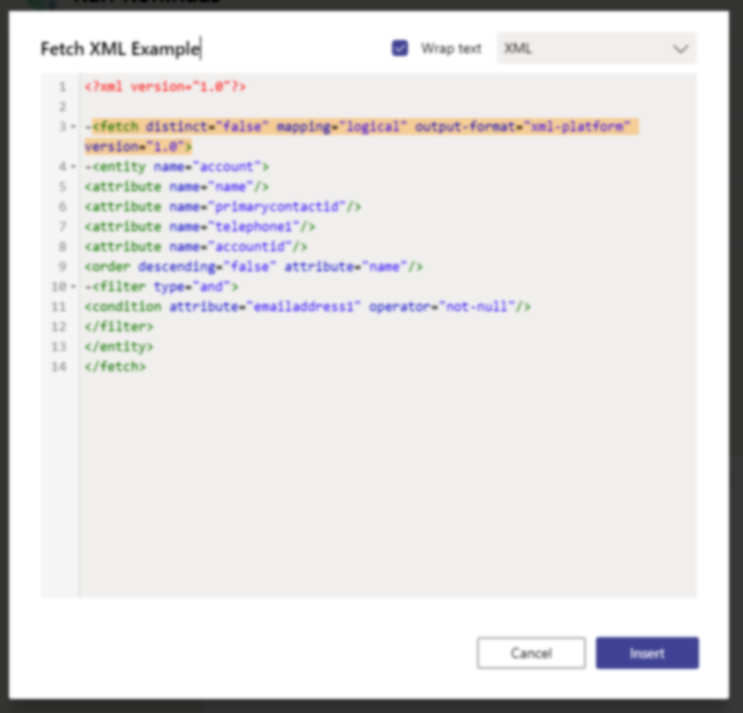 Fetch XML Example
Wrap text
XML
1 <?xml version="1.0"?>
2
3 -<fetch distinct="false" mapping="logical" output-format="xml-platform"
version="1.0">
4 -<entity name="account">
5 <attribute name="name"/>
6 <attribute name="primarycontactid"/>
7 <attribute name="telephone1"/>
8 <attribute name="accountid"/>
9 <order descending="false" attribute="name"/>
10 -<filter type="and">
11 <condition attribute="emailaddress1" operator="not-null"/>
12 </filter>
13 </entity>
14 </fetch>
Cancel
Insert